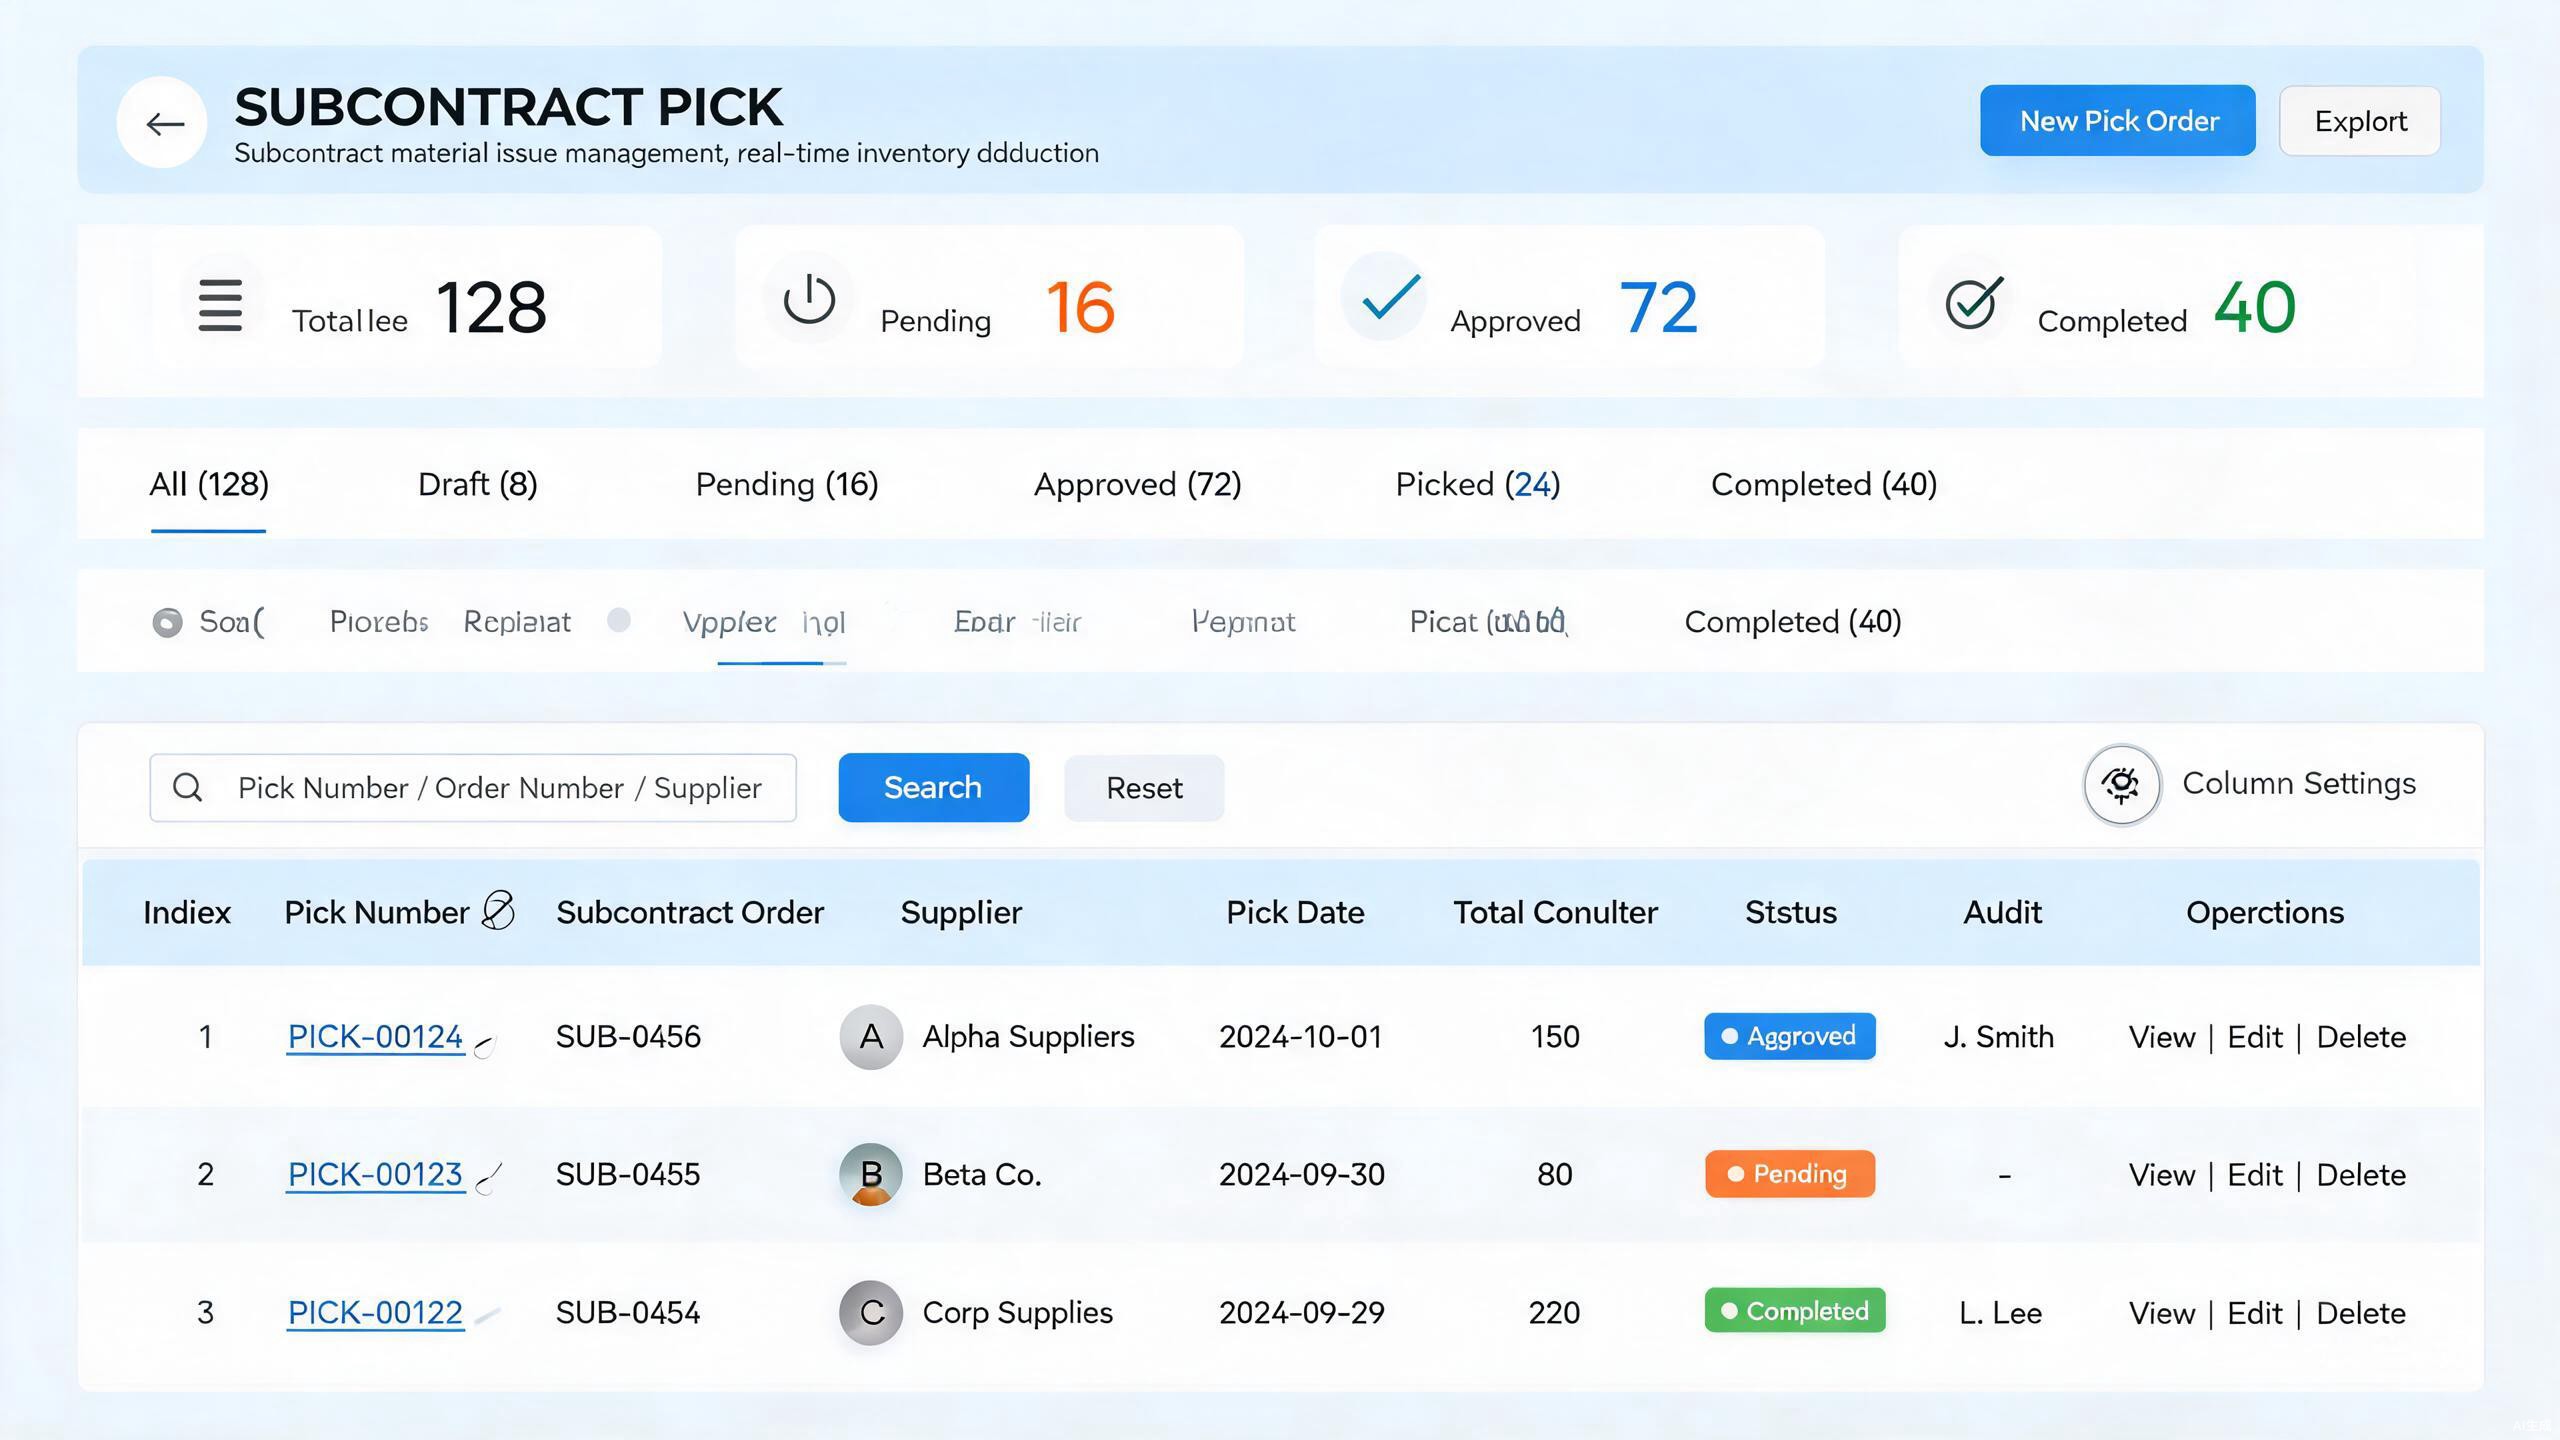 SUBCONTRACT PICK
Subcontract material issue management, real-time inventory ddduction
New Pick Order
Explort
Total lee 128
Pending 16
Approved 72
Completed 40
All (128) Draft (8) Pending (16) Approved (72) Picked (24) Completed (40)
Completed (40)
Pick Number / Order Number / Supplier
Search
Reset
Column Settings
Indiex Pick Number Subcontract Order Supplier Pick Date Total Conulter Ststus Audit Operctions
1 PICK-00124 SUB-0456 A Alpha Suppliers 2024-10-01 150 Aggroved J. Smith View | Edit | Delete
2 PICK-00123 SUB-0455 B Beta Co. 2024-09-30 80 Pending - View | Edit | Delete
3 PICK-00122 SUB-0454 C Corp Supplies 2024-09-29 220 Completed L. Lee View | Edit | Delete